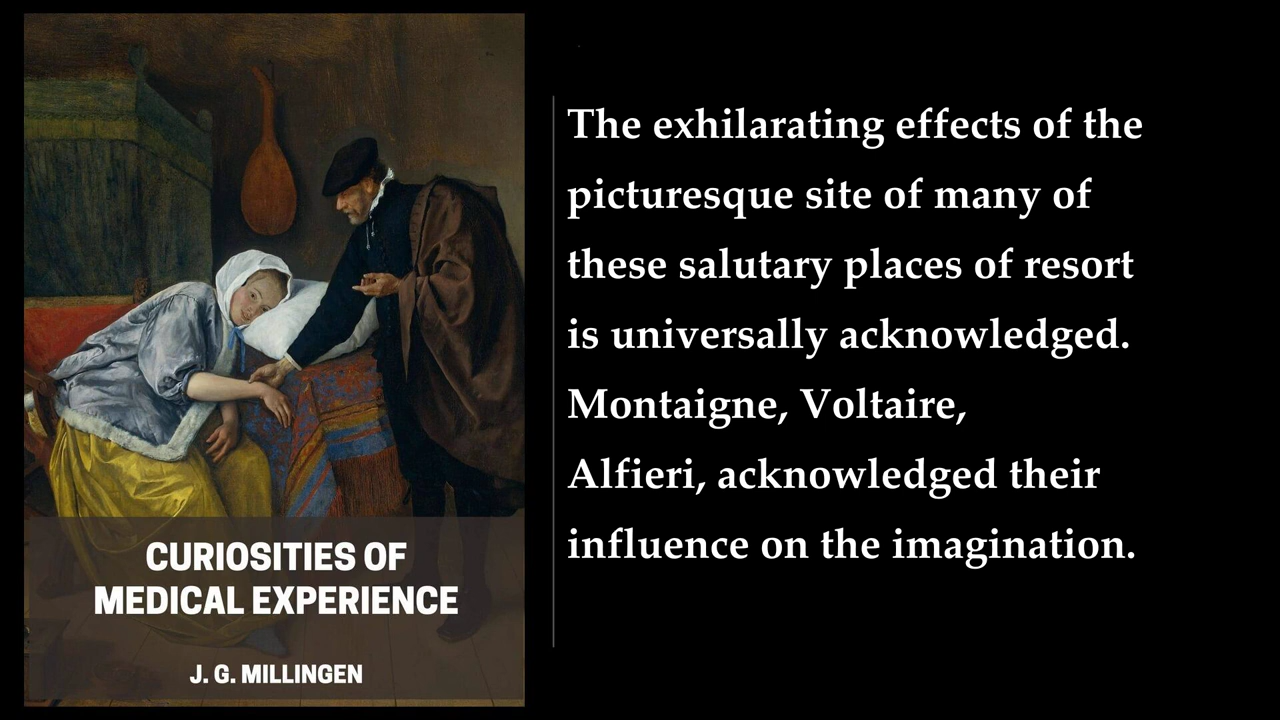 CURIOSITIES OF
MEDICAL EXPERIENCE
J. G. MILLINGEN
The exhilarating effects of the
picturesque site of many of
these salutary places of resort
is universally acknowledged.
Montaigne, Voltaire,
Alfieri, acknowledged their
influence on the imagination.